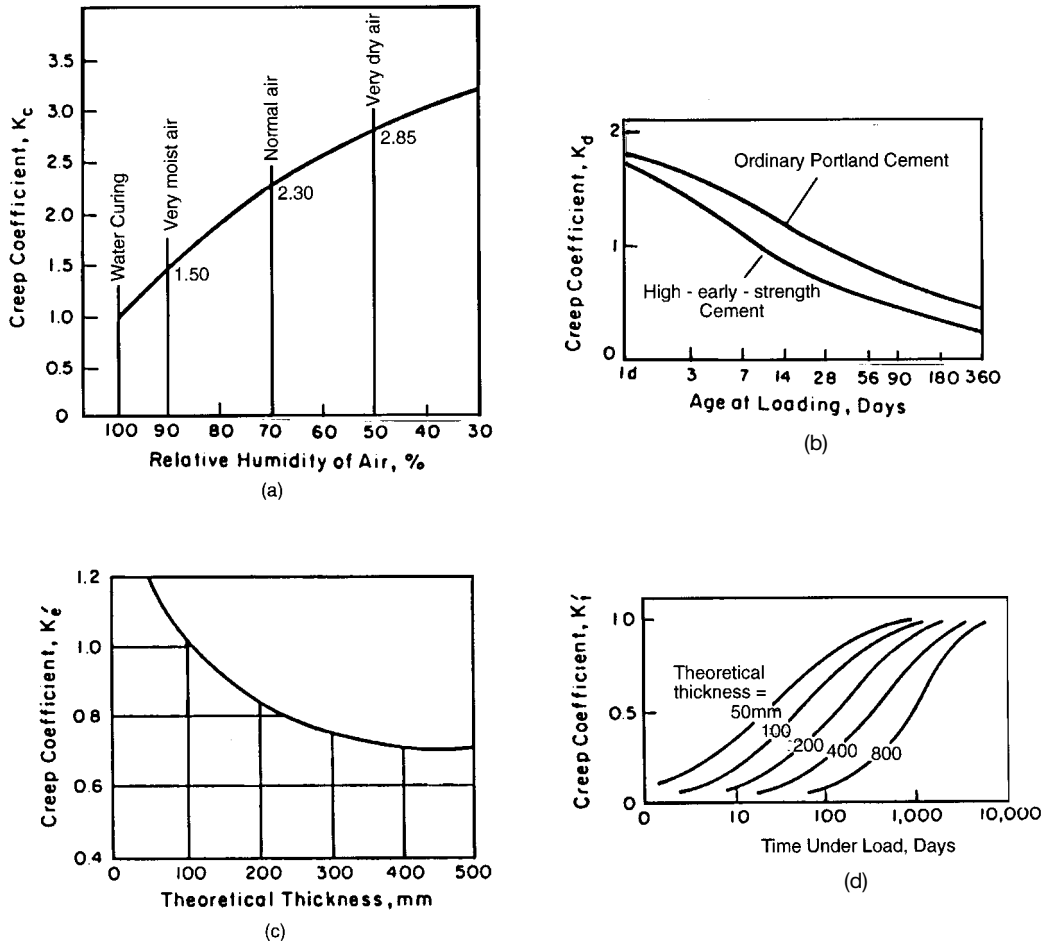 Creep Coefficient, Kc
3.5
3.0
2.5
2.0
1.5
1.0
0.5
0
Water Curing
Very moist air
Normal air
Very dry air
1.50
2.30
2.85
100 90 80 70 60 50 40 30
Relative Humidity of Air, %
(a)
Creep Coefficient, Kd
2
1
0
Ordinary Portland Cement
High - early - strength
Cement
1d 3 7 14 28 56 90 180 360
Age at Loading, Days
(b)
Creep Coefficient, K'e
1.2
1.0
0.8
0.6
0.4
0 100 200 300 400 500
Theoretical Thickness, mm
(c)
Creep Coefficient,
1.0
0.5
0
Theoretical
thickness =
50mm
100
200
400
800
0 10 100 1,000 10,000
Time Under Load, Days
(d)